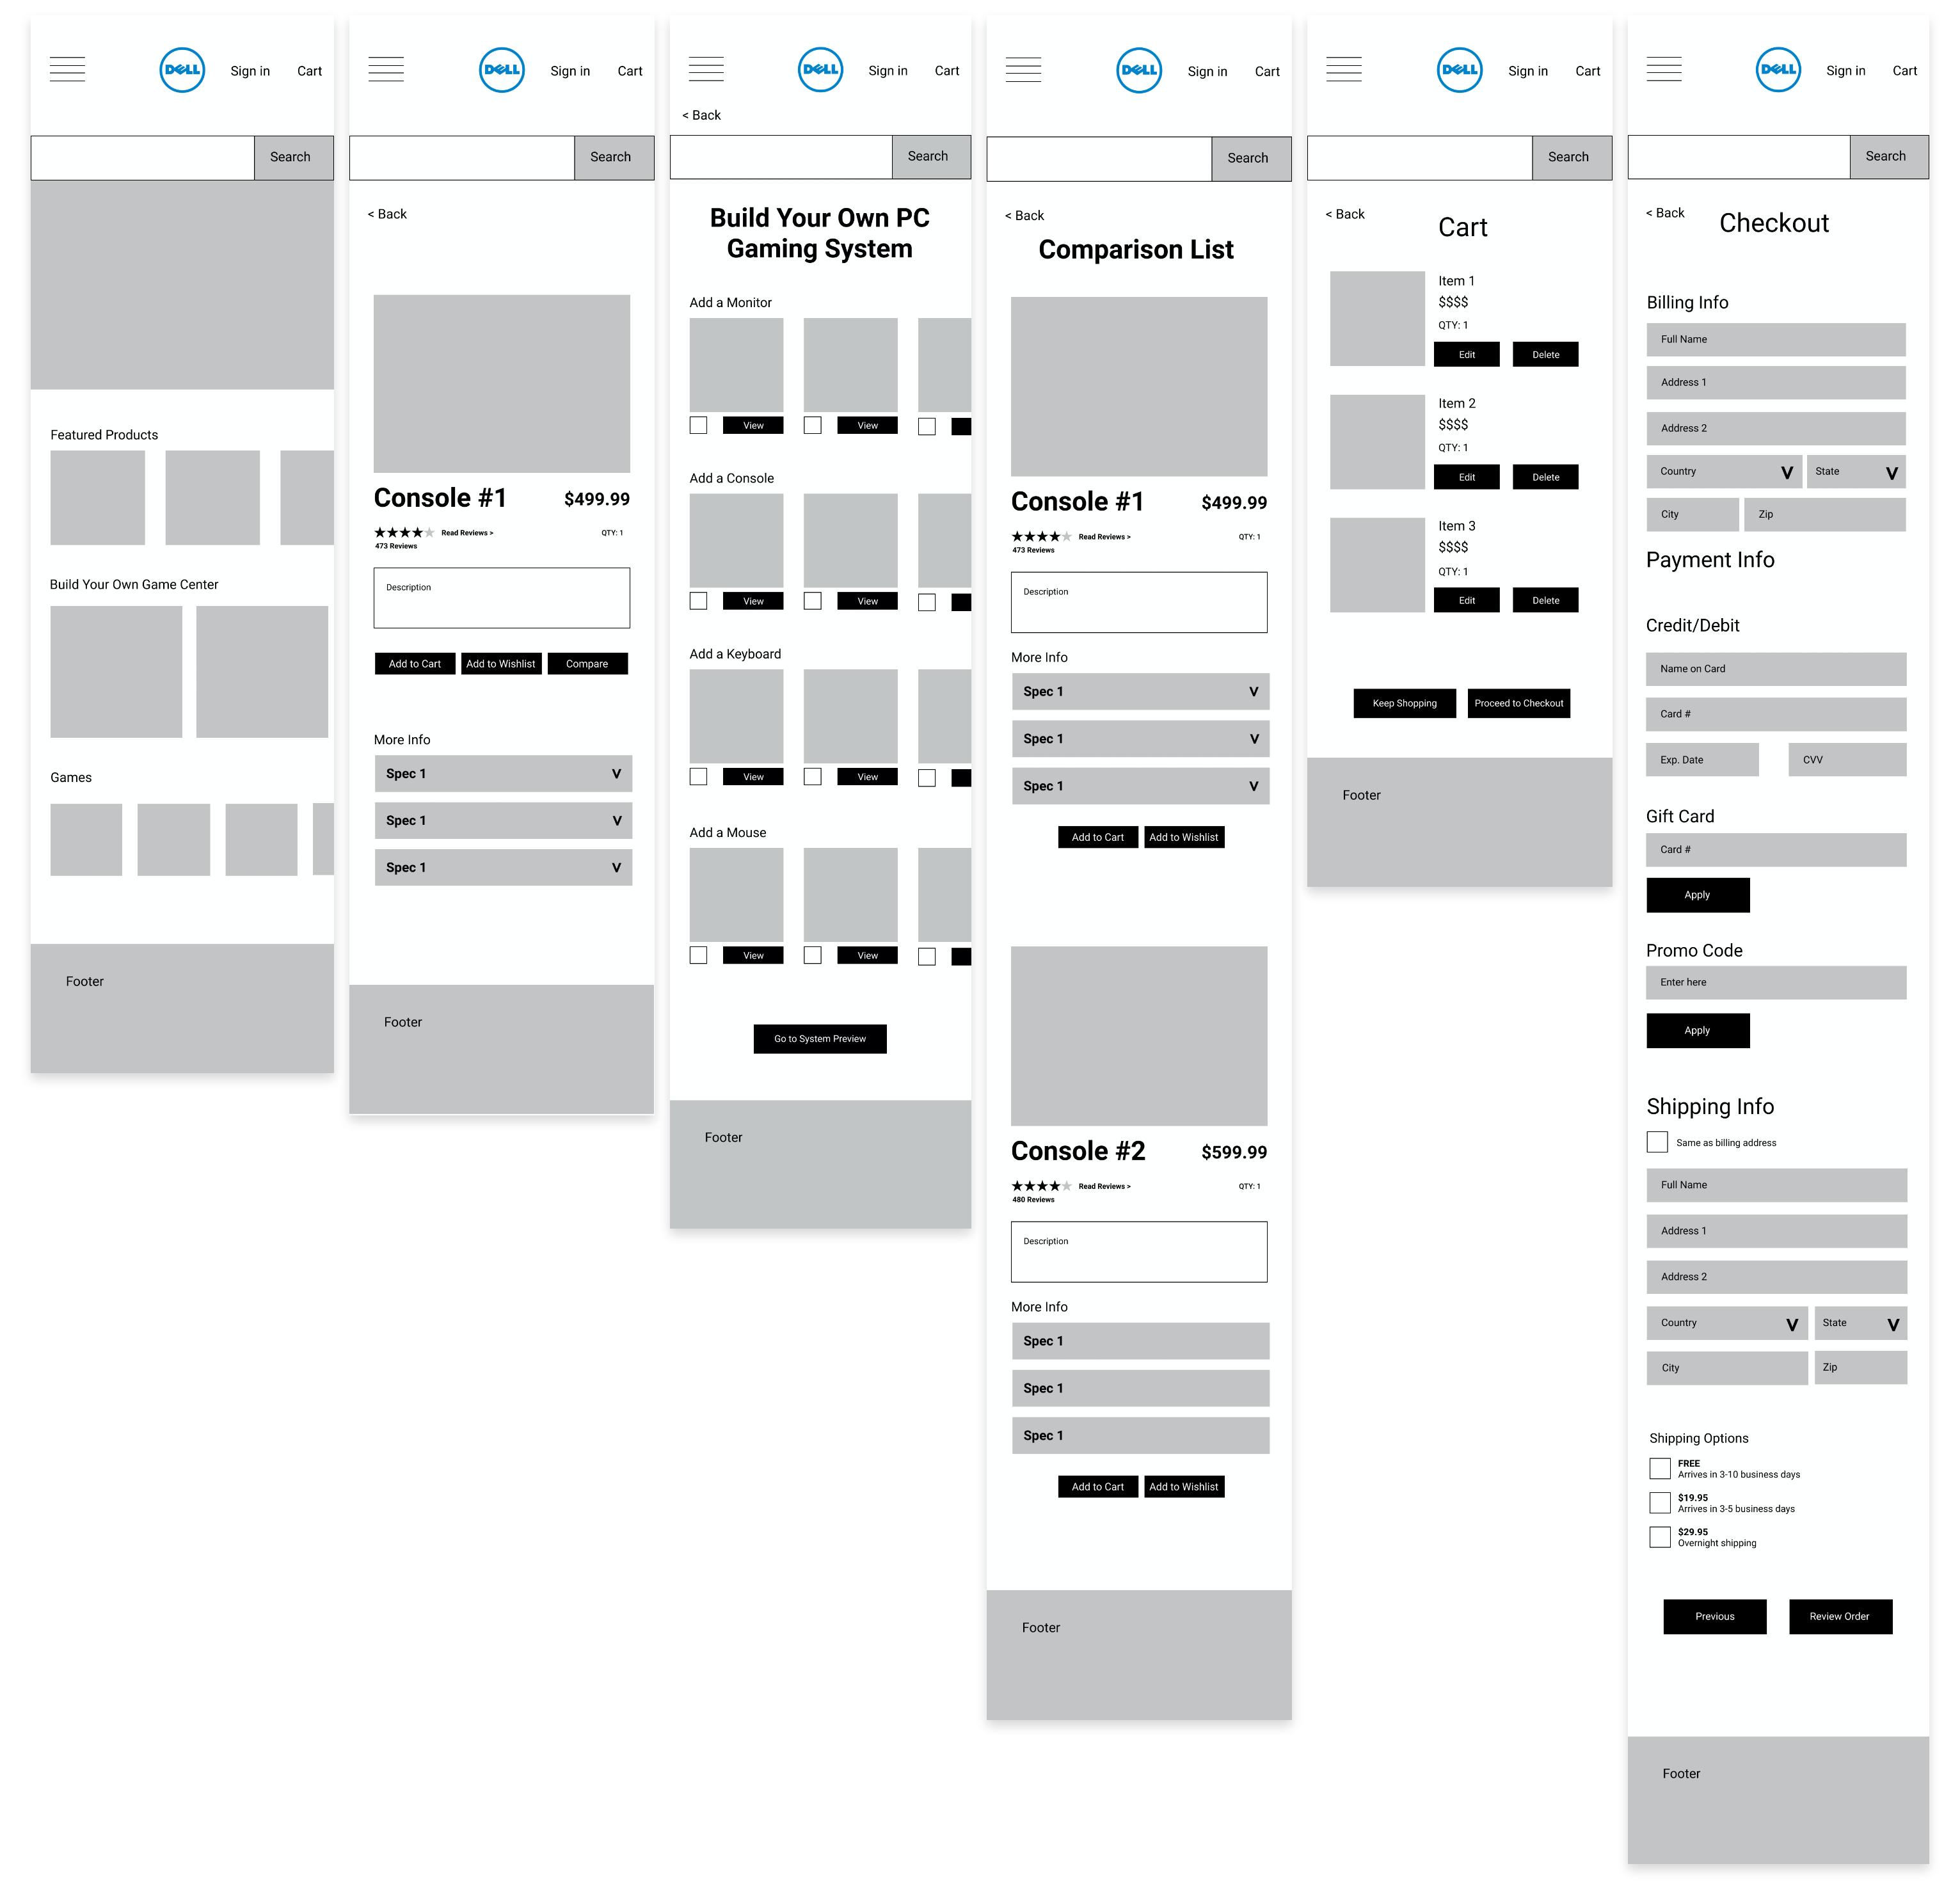 DELL
Sign in
Cart
Search
Featured Products
Build Your Own Game Center
Games
Footer
DELL
Sign in
Cart
Search
< Back
Console #1
$499.99
Read Reviews >
QTY: 1
473 Reviews
Description
Add to Cart
Add to Wishlist
Compare
More Info
Spec 1
V
Spec 1
V
Spec 1
V
Footer
DELL
Sign in
Cart
< Back
Search
Build Your Own PC
Gaming System
Add a Monitor
View
View
Add a Console
View
View
Add a Keyboard
View
View
Add a Mouse
View
View
Go to System Preview
Footer
DELL
Sign in
Cart
Search
< Back
Comparison List
Console #1
$499.99
Read Reviews >
QTY: 1
473 Reviews
Description
More Info
Spec 1
V
Spec 1
V
Spec 1
V
Add to Cart
Add to Wishlist
Console #2
$599.99
Read Reviews >
QTY: 1
480 Reviews
Description
More Info
Spec 1
Spec 1
Spec 1
Add to Cart
Add to Wishlist
Footer
DELL
Sign in
Cart
Search
< Back
Cart
Item 1
$$$$
QTY: 1
Edit
Delete
Item 2
$$$$
QTY: 1
Edit
Delete
Item 3
$$$$
QTY: 1
Edit
Delete
Keep Shopping
Proceed to Checkout
Footer
DELL
Sign in
Cart
Search
< Back
Checkout
Billing Info
Full Name
Address 1
Address 2
Country
V
State
V
City
Zip
Payment Info
Credit/Debit
Name on Card
Card #
Exp. Date
CVV
Gift Card
Card #
Apply
Promo Code
Enter here
Apply
Shipping Info
Same as billing address
Full Name
Address 1
Address 2
Country
V
State
V
City
Zip
Shipping Options
FREE
Arrives in 3-10 business days
$19.95
Arrives in 3-5 business days
$29.95
Overnight shipping
Previous
Review Order
Footer